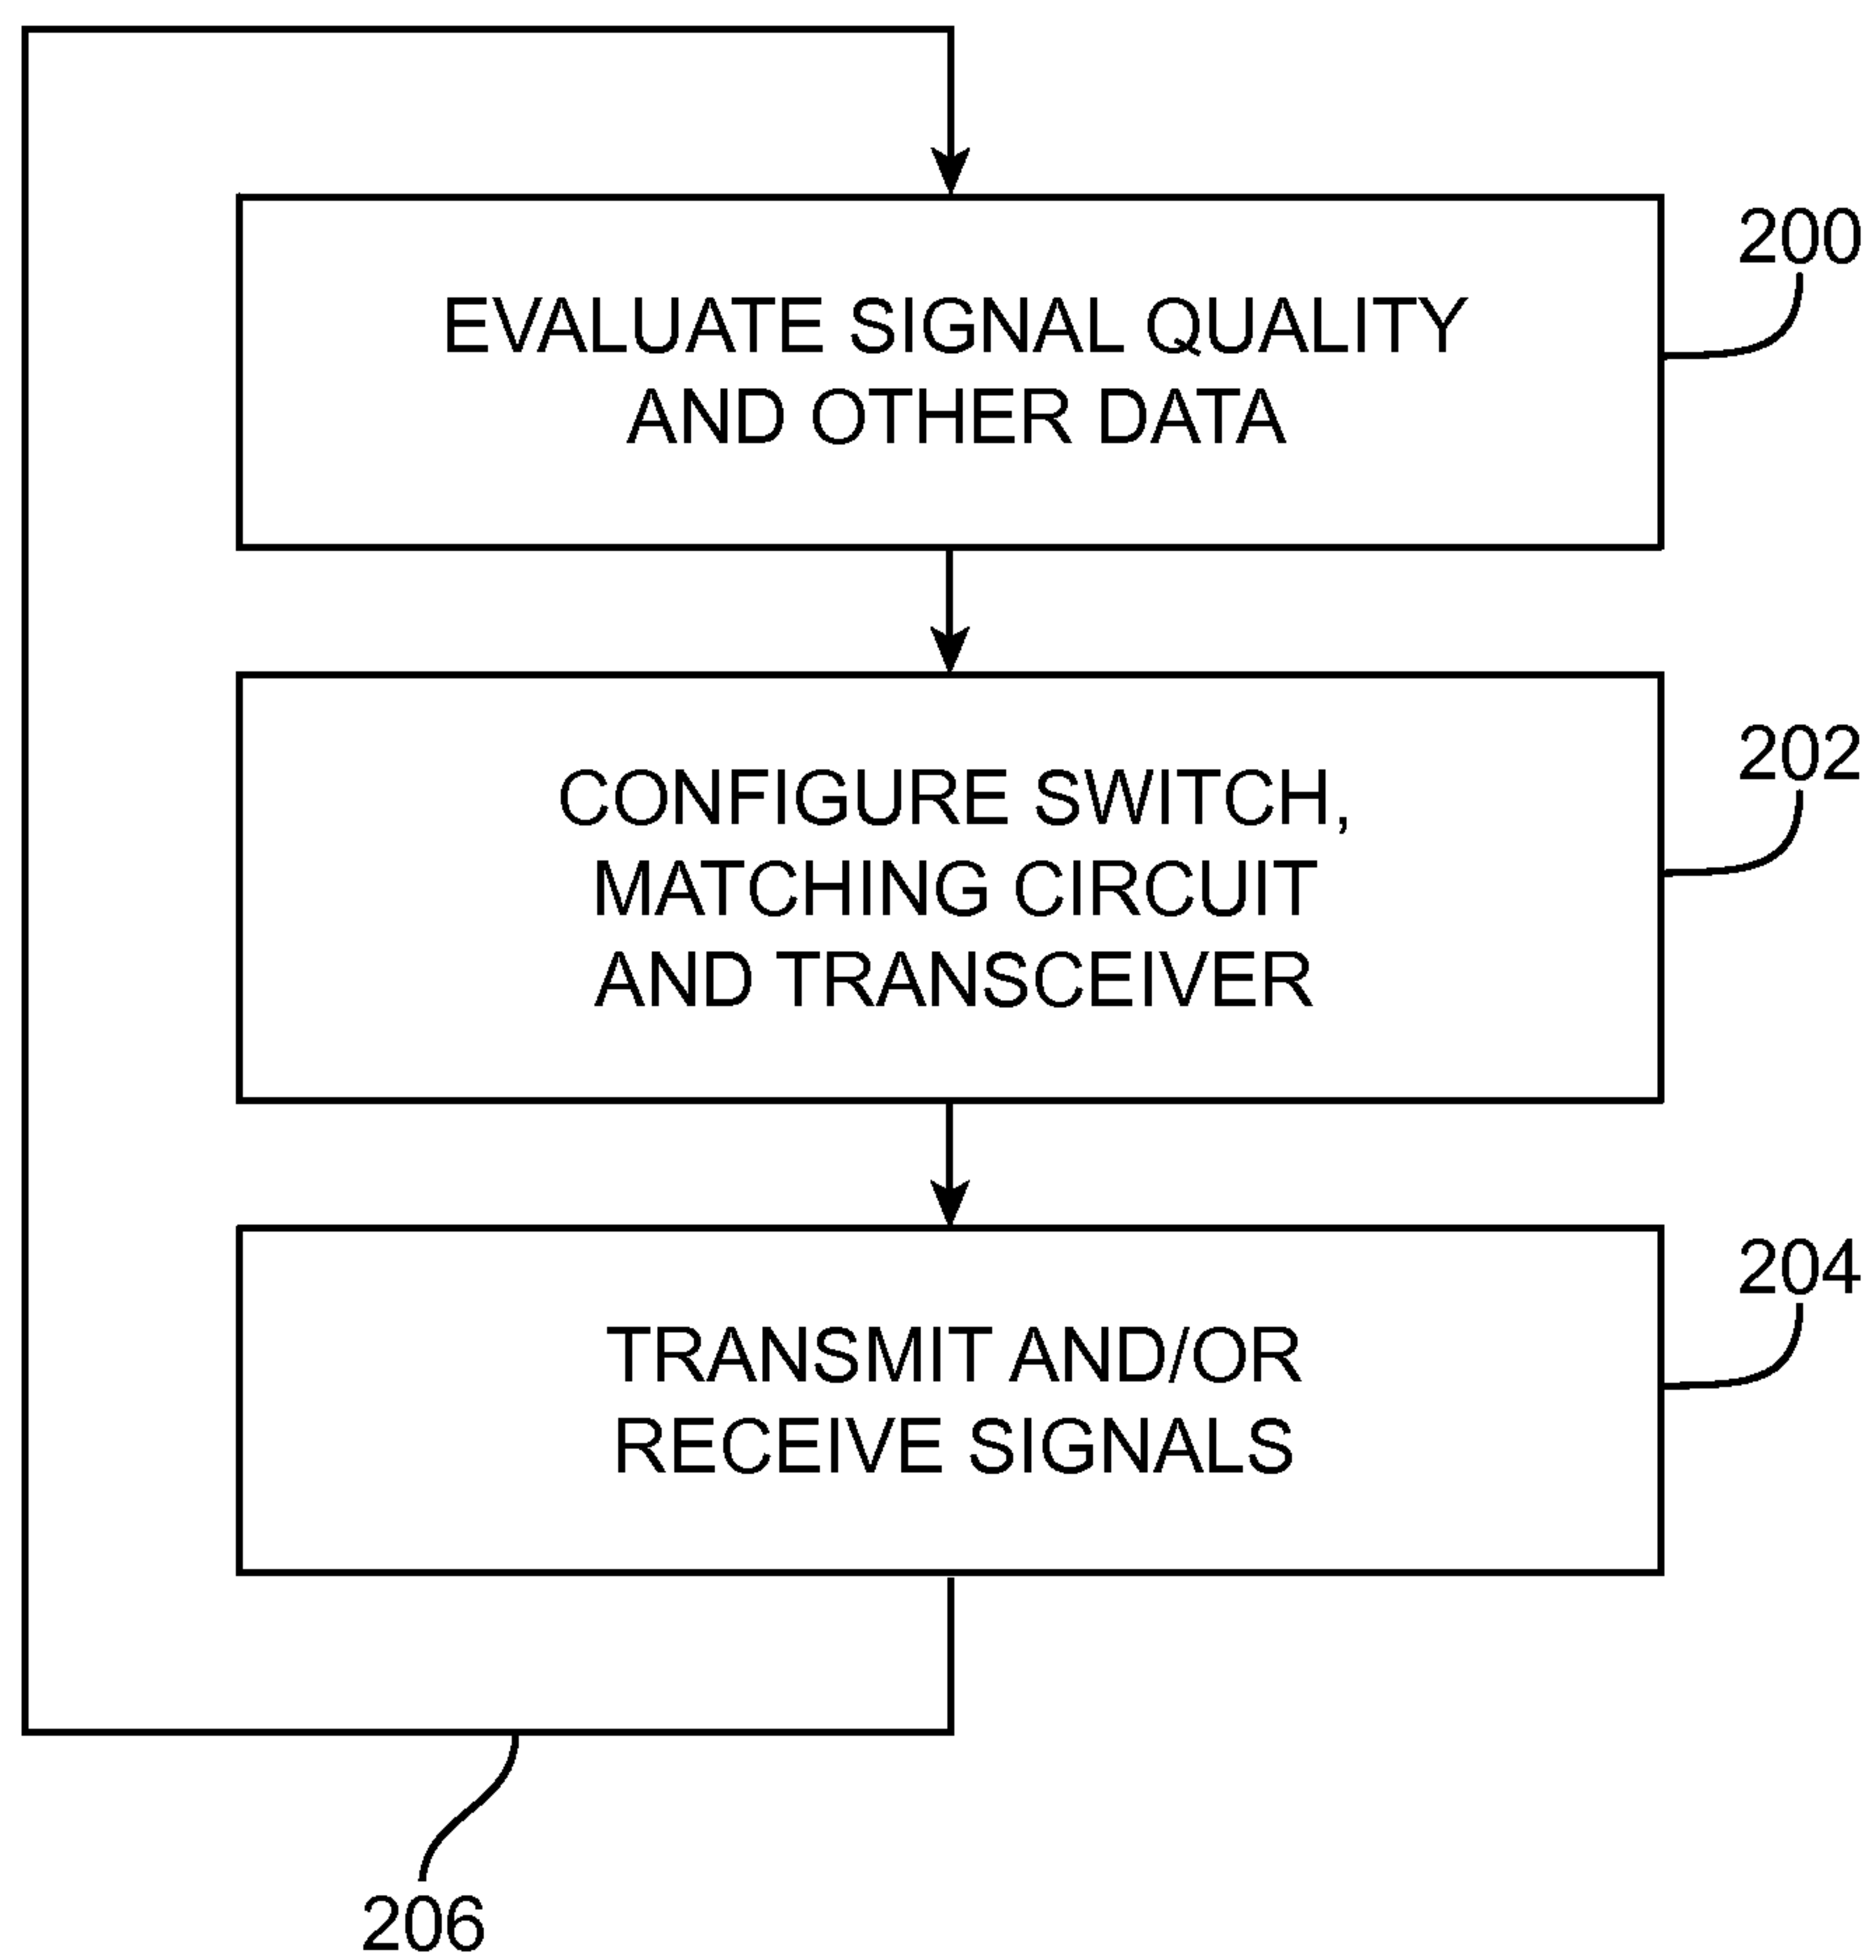 200
EVALUATE SIGNAL QUALITY
AND OTHER DATA
202
CONFIGURE SWITCH,
MATCHING CIRCUIT
AND TRANSCEIVER
204
TRANSMIT AND/OR
RECEIVE SIGNALS
206